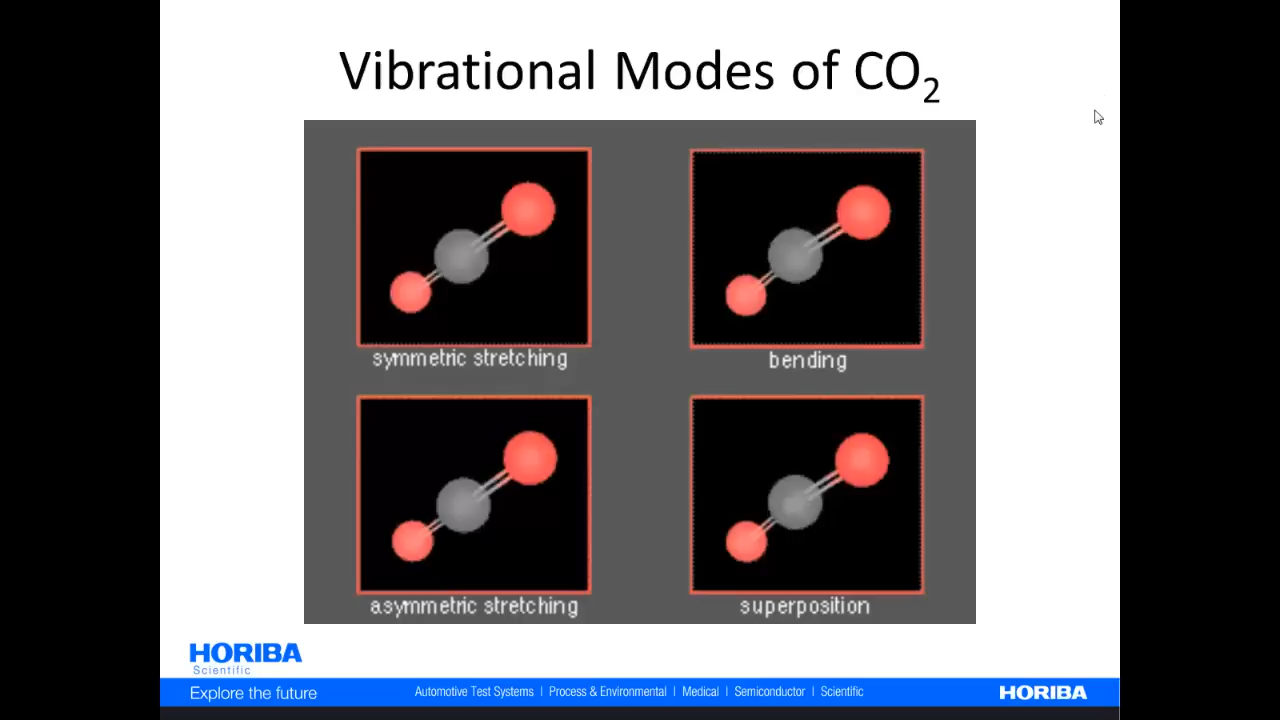 Vibrational Modes of CO₂
symmetric stretching
bending
asymmetric stretching
superposition
HORIBA
Scientific
Explore the future
Automotive Test Systems | Process & Environmental | Medical | Semiconductor | Scientific
HORIBA